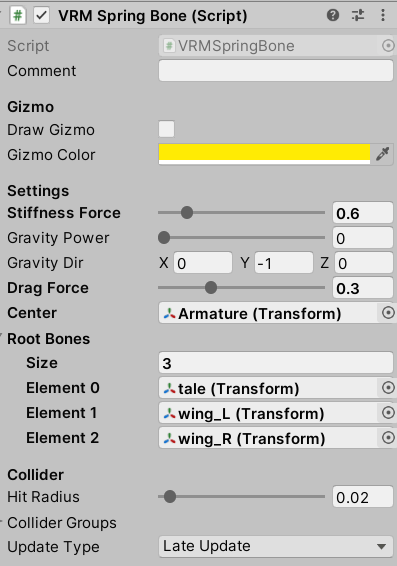 VRM Spring Bone (Script)
Script VRMSpringBone
Comment
Gizmo
Draw Gizmo
Gizmo Color
Settings
Stiffness Force 0.6
Gravity Power 0
Gravity Dir X 0 Y -1 Z 0
Drag Force 0.3
Center Armature (Transform)
Root Bones
Size 3
Element 0 tale (Transform)
Element 1 wing_L (Transform)
Element 2 wing_R (Transform)
Collider
Hit Radius 0.02
Collider Groups
Update Type Late Update